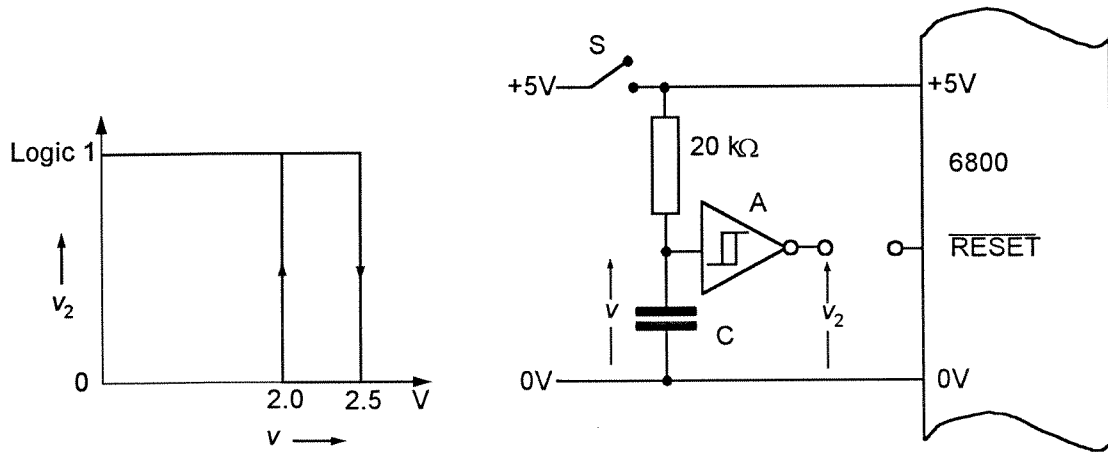 Logic 1
v₂
0
2.0
2.5
V
v
S
+5V
20 kΩ
A
v
C
v₂
0V
+5V
6800
RESET
0V